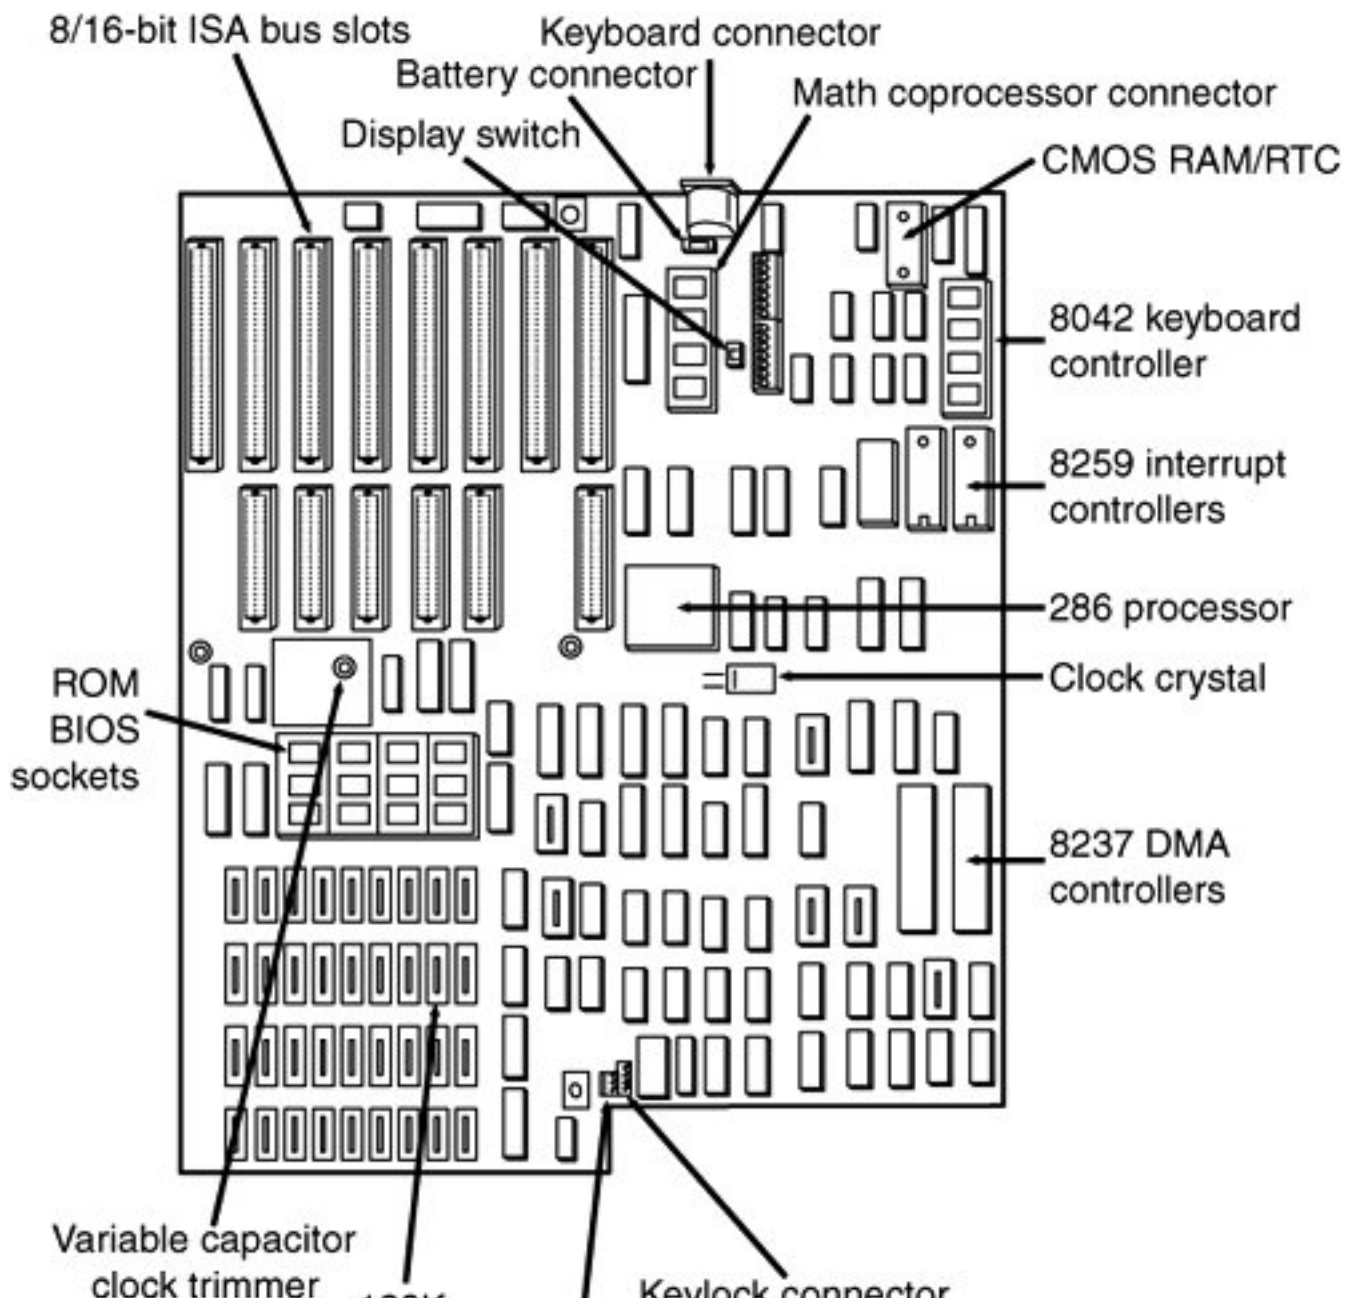 8/16-bit ISA bus slots
Keyboard connector
Battery connector
Math coprocessor connector
Display switch
CMOS RAM/RTC
8042 keyboard
controller
8259 interrupt
controllers
286 processor
Clock crystal
ROM
BIOS
sockets
8237 DMA
controllers
Variable capacitor
clock trimmer
Keylock connector